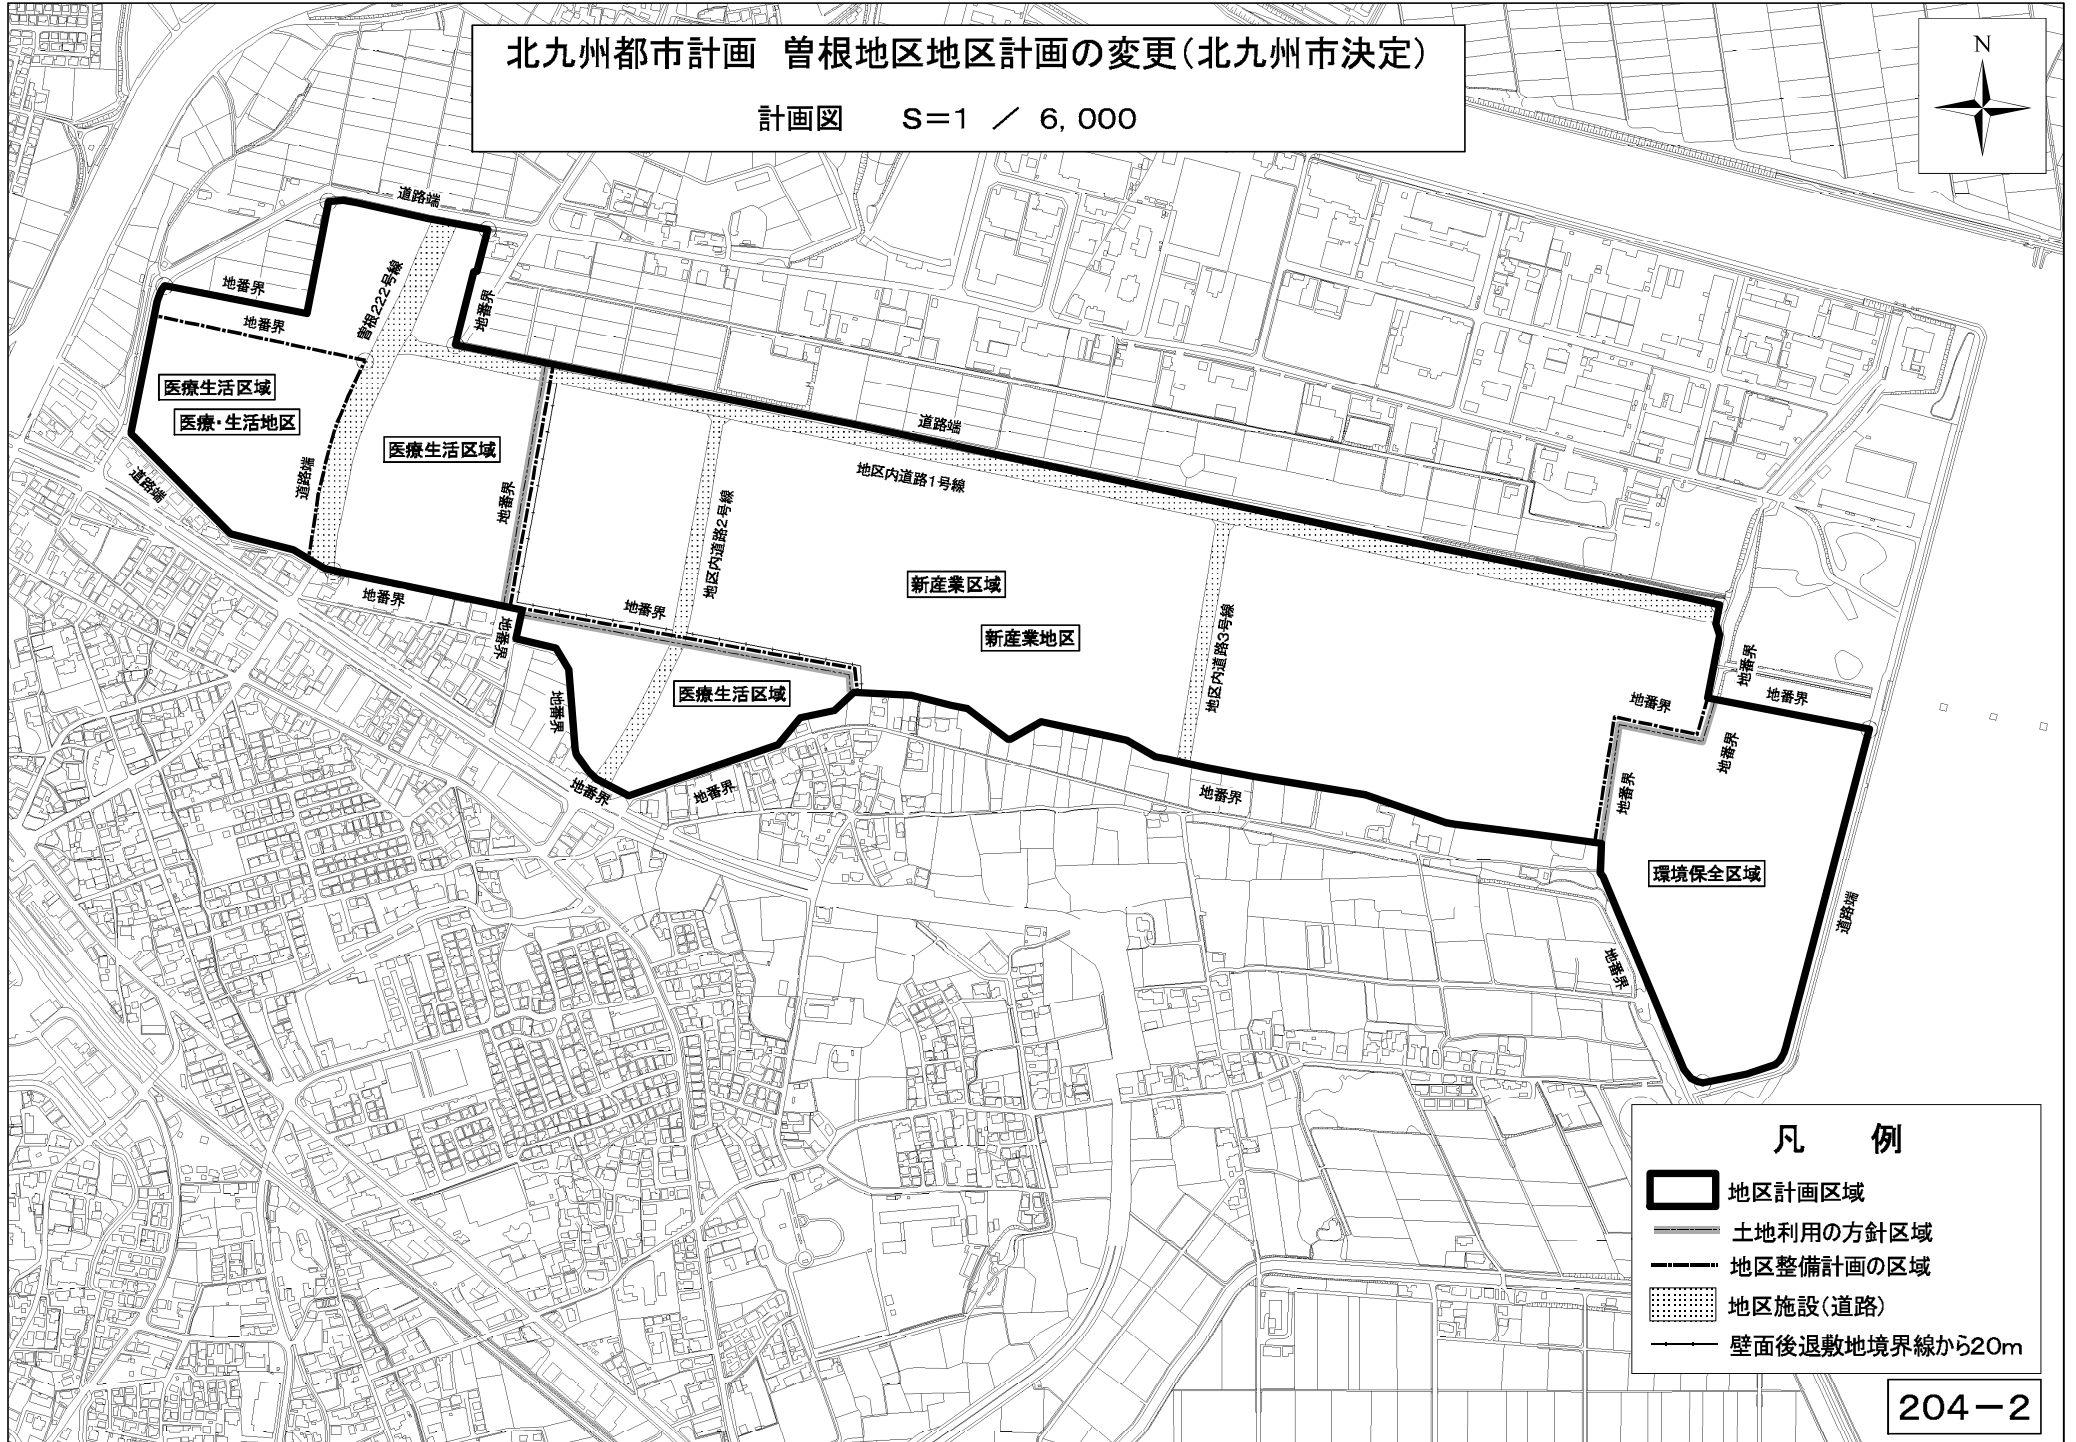 北九州都市計画 曽根地区地区計画の変更(北九州市決定)
計画図 S=1 / 6,000
N
道路端
地番界
地番界
曽根222号線
地番界
医療生活区域
医療・生活地区
道路端
道路端
医療生活区域
地番界
地番界
地番界
道路端
地区内道路1号線
地区内道路2号線
地番界
新産業区域
新産業地区
地区内道路3号線
医療生活区域
地番界
地番界
地番界
地番界
地番界
地番界
地番界
地番界
地番界
環境保全区域
道路端
地番界
凡 例
地区計画区域
土地利用の方針区域
地区整備計画の区域
地区施設(道路)
壁面後退敷地境界線から20m
204-2